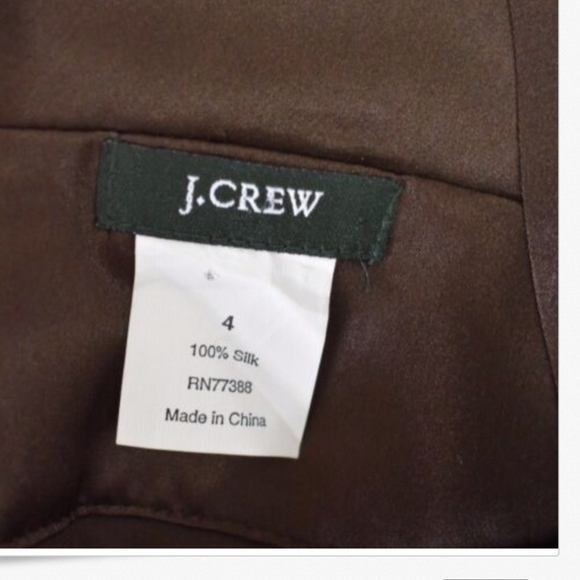 J.CREW
4
100% Silk
RN77388
Made in China